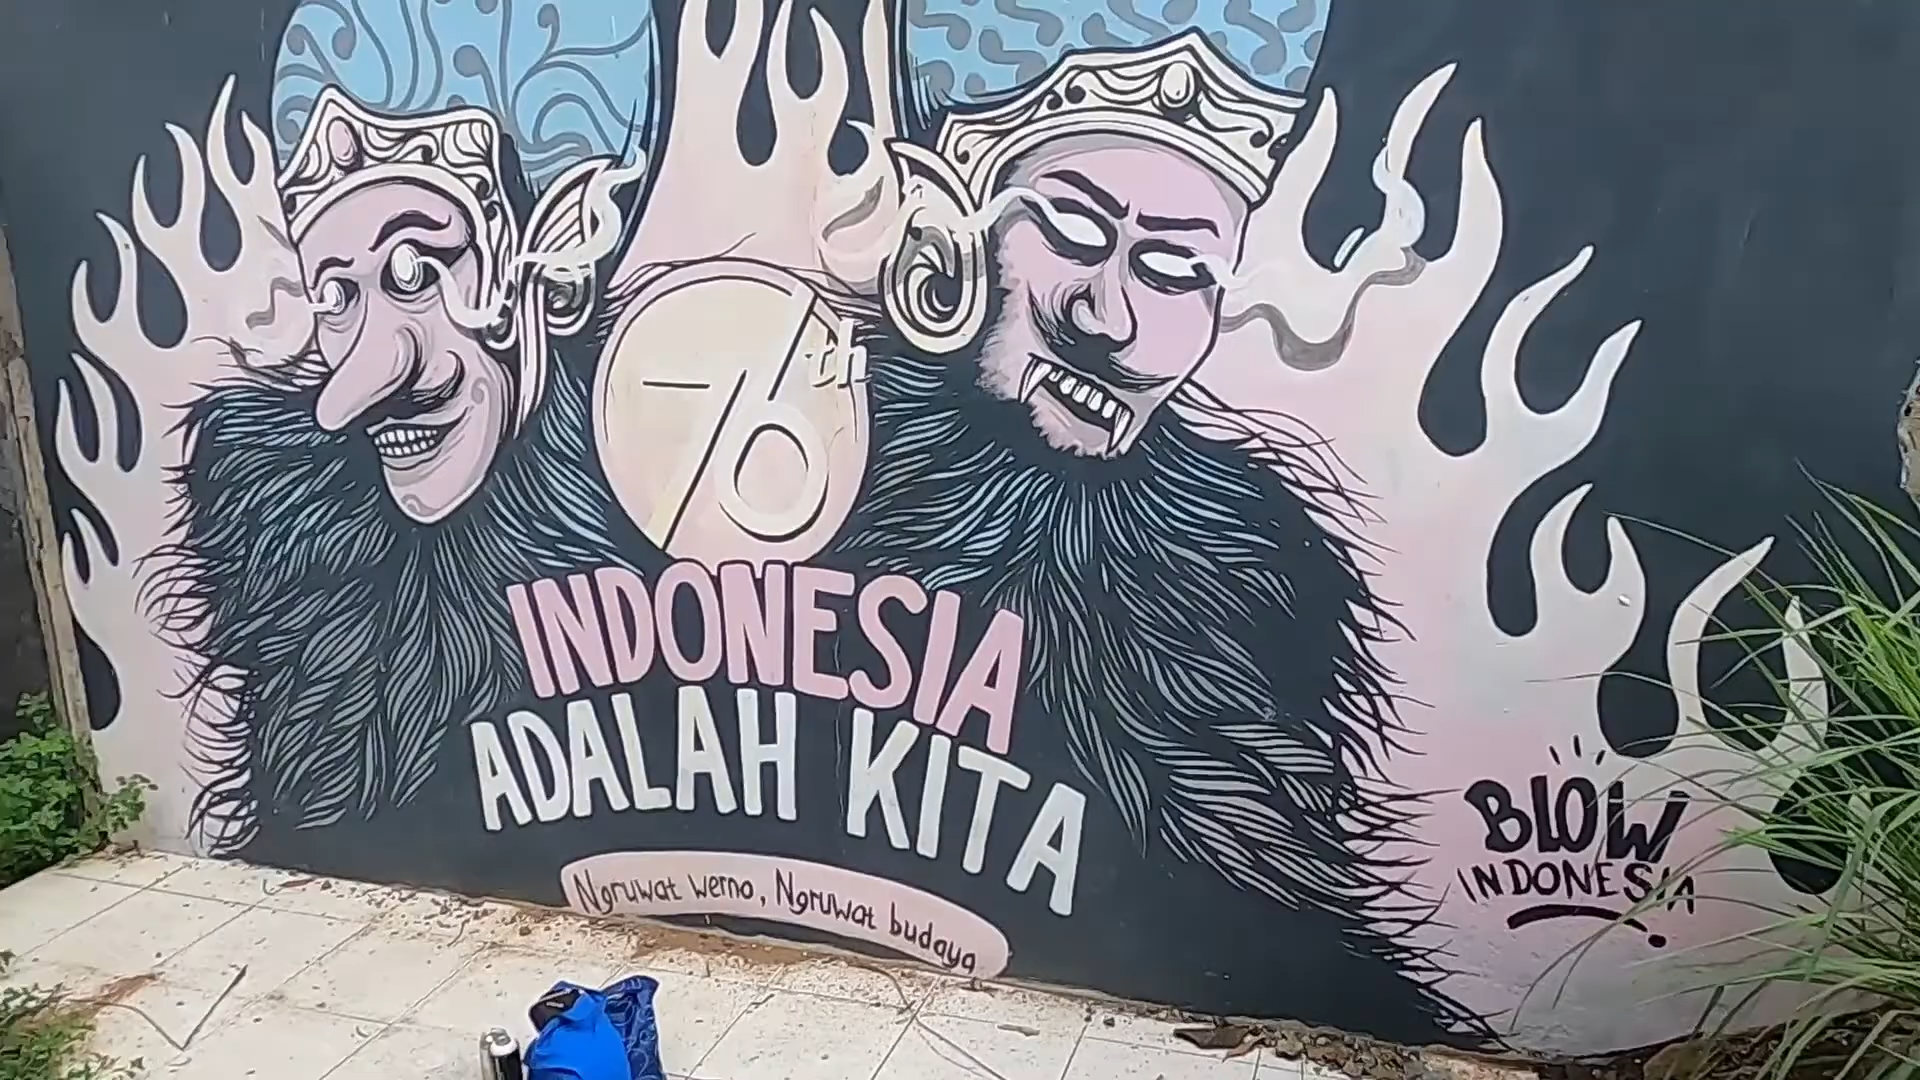 76th
INDONESIA
ADALAH KITA
Ngruwat werno, Ngruwat budaya
BLOW
INDONESIA